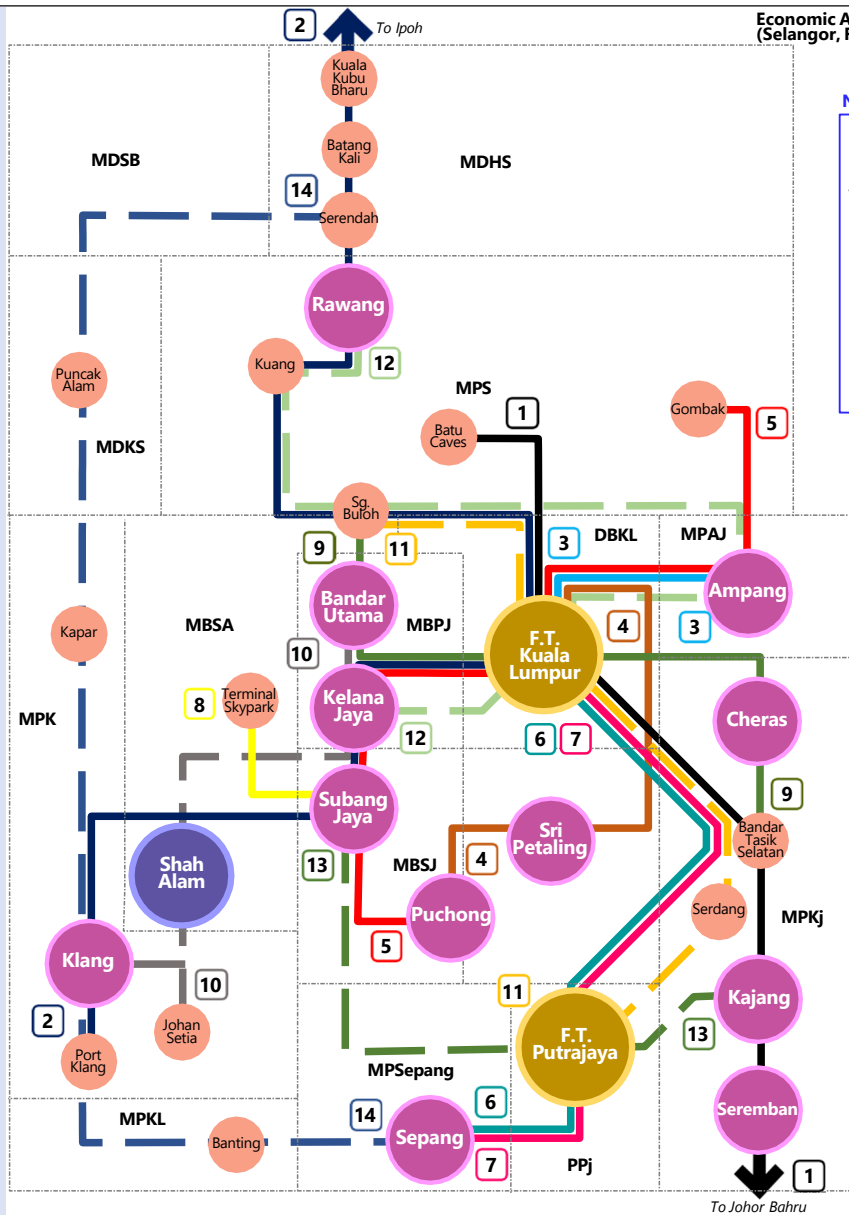 2
To Ipoh
Economic A
(Selangor, F
Kuala
Kubu
Bharu
N
Batang
Kali
MDSB
MDHS
14
Serendah
Rawang
Kuang
12
Puncak
Alam
MPS
Gombak
1
5
Batu
Caves
MDKS
Sg.
Buloh
9
11
3
DBKL
MPAJ
Bandar
Utama
Ampang
Kapar
MBSA
MBPJ
4
3
F.T.
Kuala
Lumpur
10
8
Terminal
Skypark
Kelana
Jaya
MPK
12
6
7
Cheras
Subang
Jaya
9
Sri
Petaling
Bandar
Tasik
Selatan
Shah
Alam
13
MBSJ
4
Puchong
Serdang
MPKj
5
Klang
10
11
Kajang
2
Johan
Setia
F.T.
Putrajaya
13
Port
Klang
MPSepang
MPKL
14
6
Seremban
Banting
Sepang
7
PPj
1
To Johor Bahru